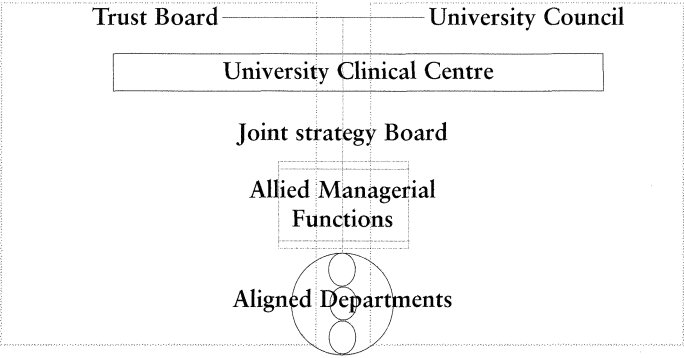 Trust Board
University Council
University Clinical Centre
Joint strategy Board
Allied Managerial
Functions
Aligned Departments